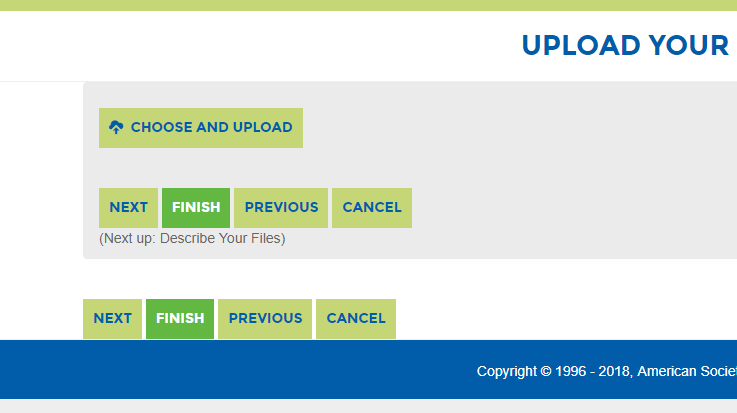 UPLOAD YOUR
CHOOSE AND UPLOAD
NEXT FINISH PREVIOUS CANCEL
(Next up: Describe Your Files)
NEXT FINISH PREVIOUS CANCEL
Copyright © 1996 - 2018, American Societ